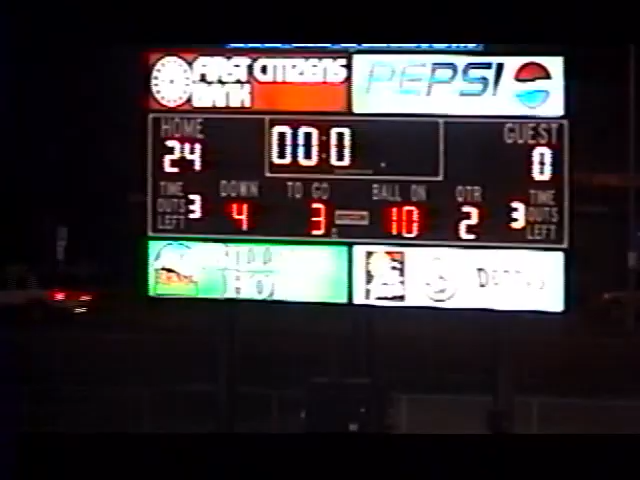 FIRST CITIZENS
BANK
PEPSI
HOME
24
00:0
GUEST
0
TIME
OUTS
LEFT
3
DOWN
4
TO GO
3
BALL ON
10
QTR
2
3
TIME
OUTS
LEFT